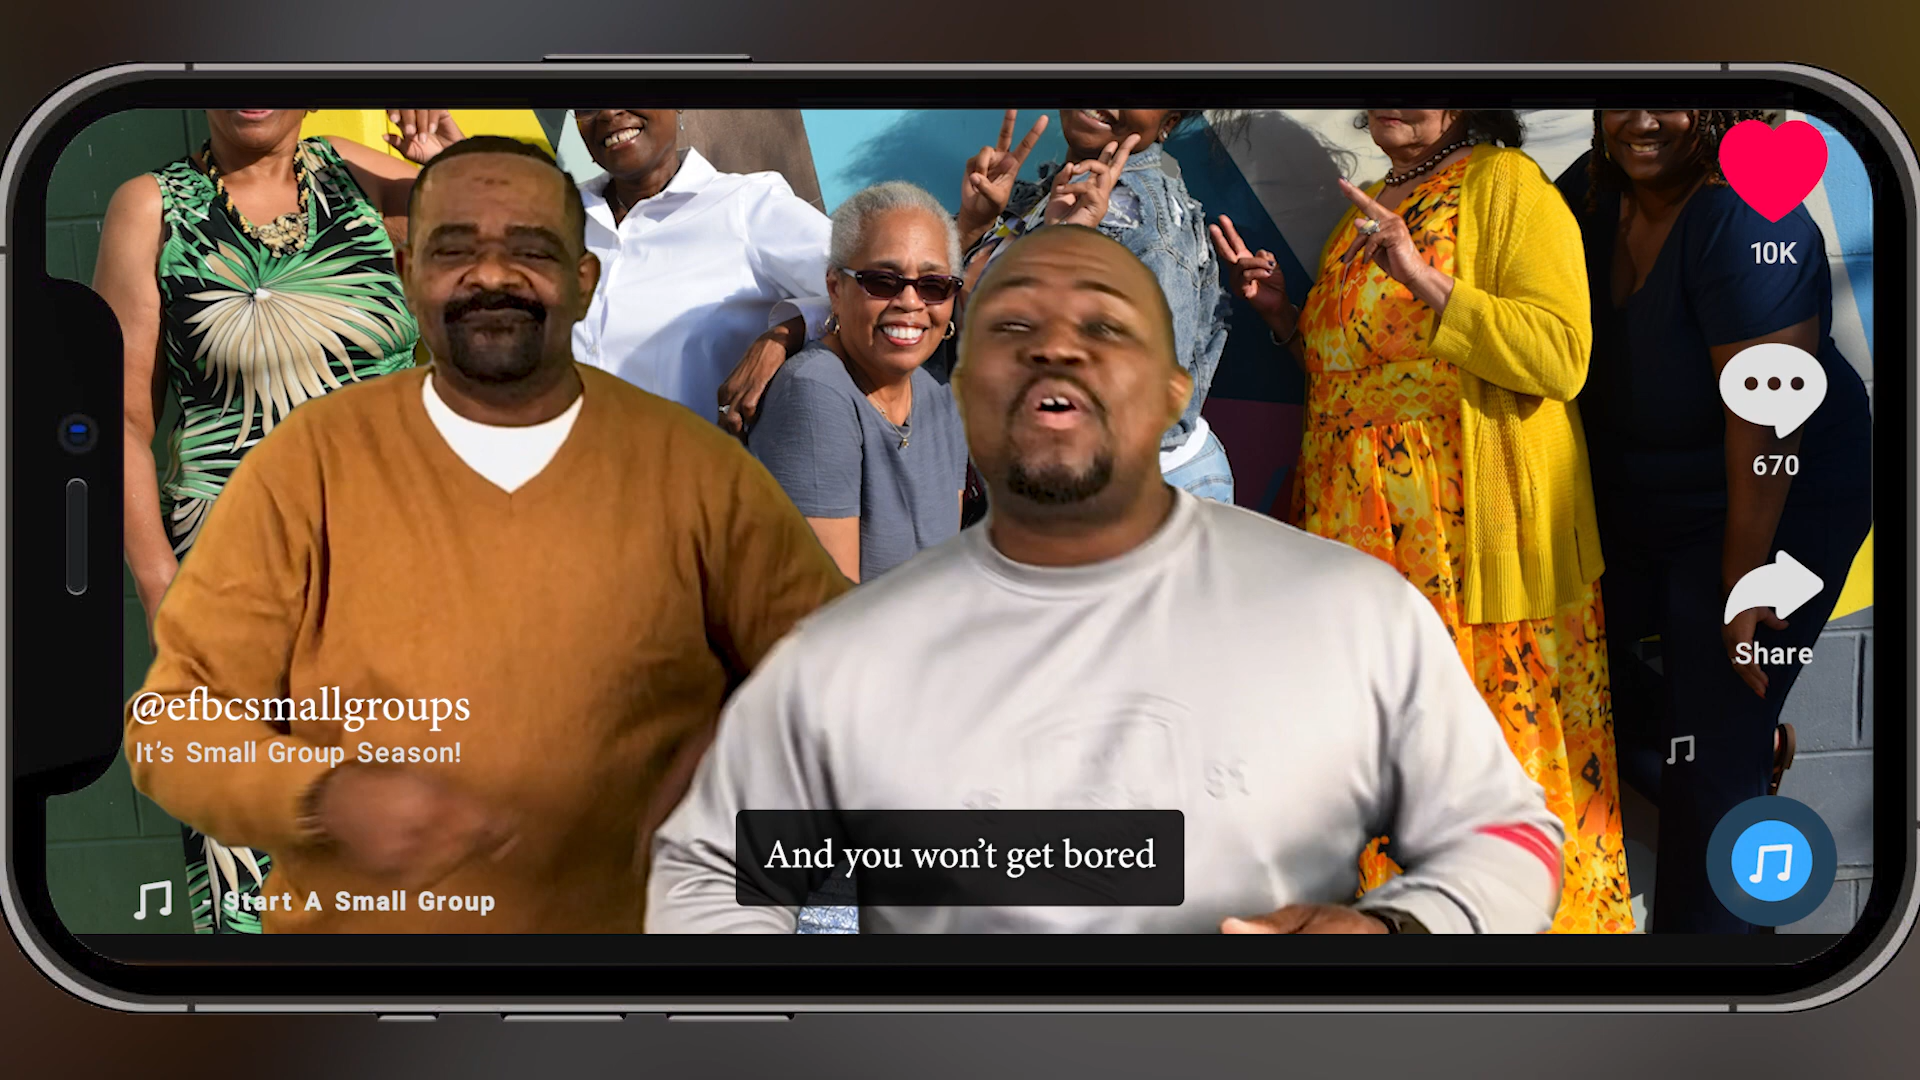 10K
670
Share
@efbcsmallgroups
It's Small Group Season!
And you won't get bored
- Start A Small Group